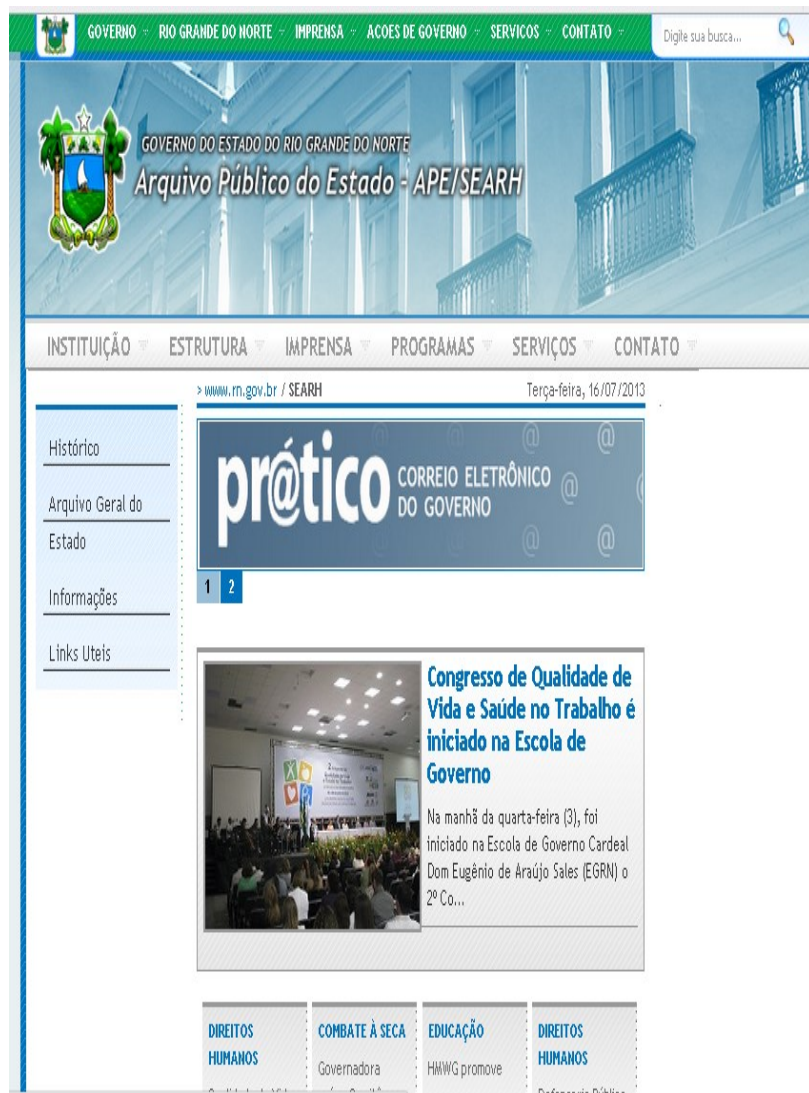 GOVERNO RIO GRANDE DO NORTE IMPRENSA ACOES DE GOVERNO SERVICOS CONTATO
Digite sua busca...
GOVERNO DO ESTADO DO RIO GRANDE DO NORTE
Arquivo Público do Estado - APE/SEARH
INSTITUIÇÃO ESTRUTURA IMPRENSA PROGRAMAS SERVIÇOS CONTATO
> www.rn.gov.br / SEARH Terça-feira, 16/07/2013
Histórico
Arquivo Geral do
Estado
Informações
Links Uteis
pr@tico
CORREIO ELETRÔNICO
DO GOVERNO
1 2
Congresso de Qualidade de
Vida e Saúde no Trabalho é
iniciado na Escola de
Governo
Na manhã da quarta-feira (3), foi
iniciado na Escola de Governo Cardeal
Dom Eugênio de Araújo Sales (EGRN) o
2º Co...
DIREITOS
HUMANOS
COMBATE À SECA
Governadora
EDUCAÇÃO
HMWG promove
DIREITOS
HUMANOS